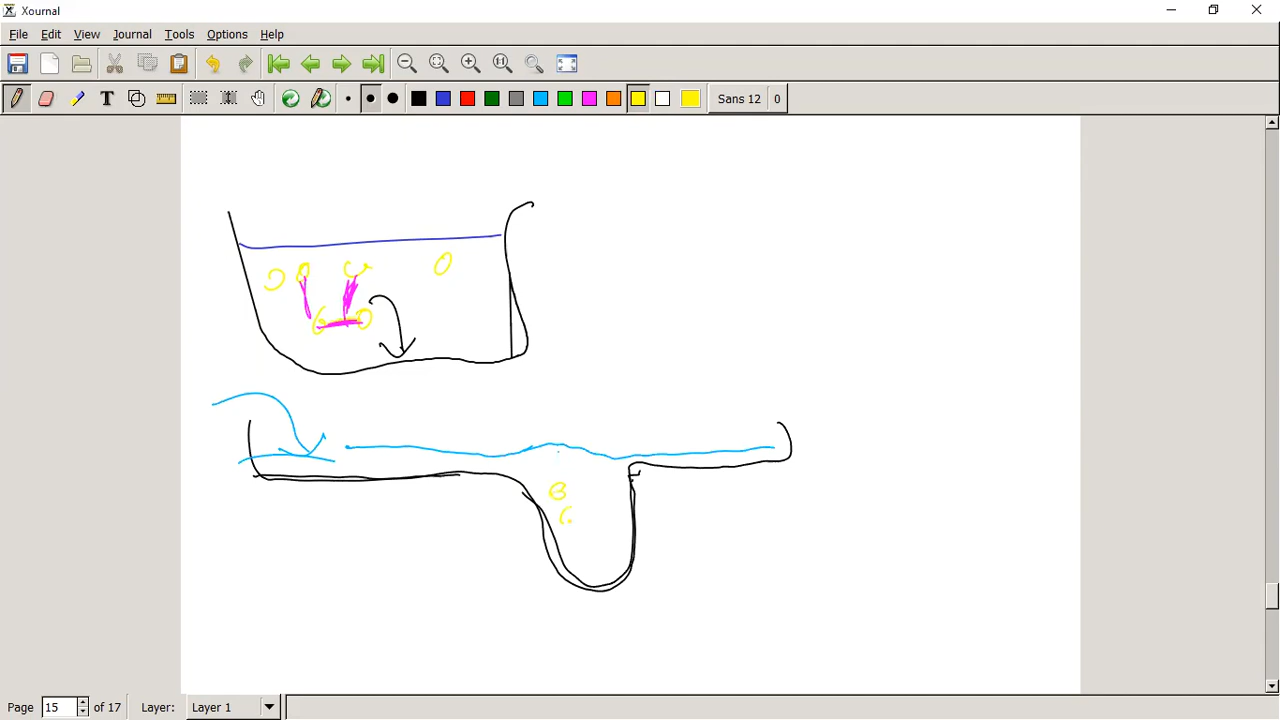 Xournal
File Edit View Journal Tools Options Help
Sans 12 0
Page 15 of 17 Layer: Layer 1